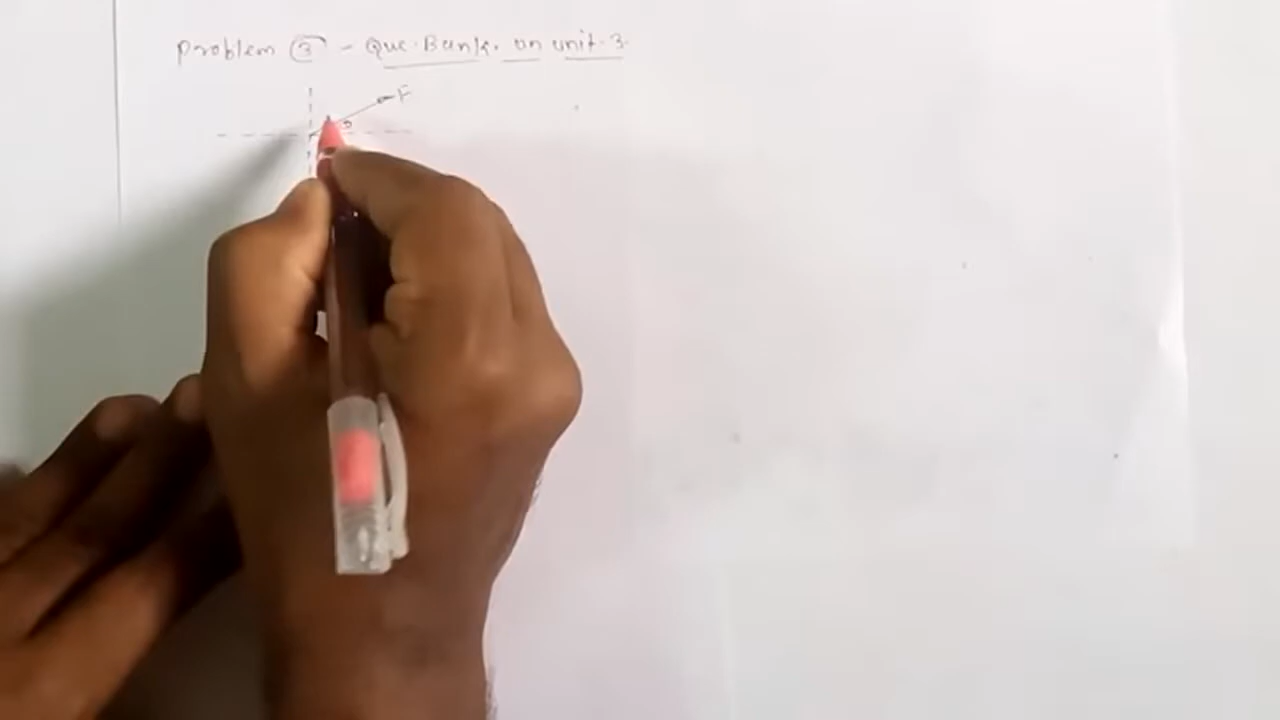 Problem ③ - Que. Bank. on unit. 3.
F